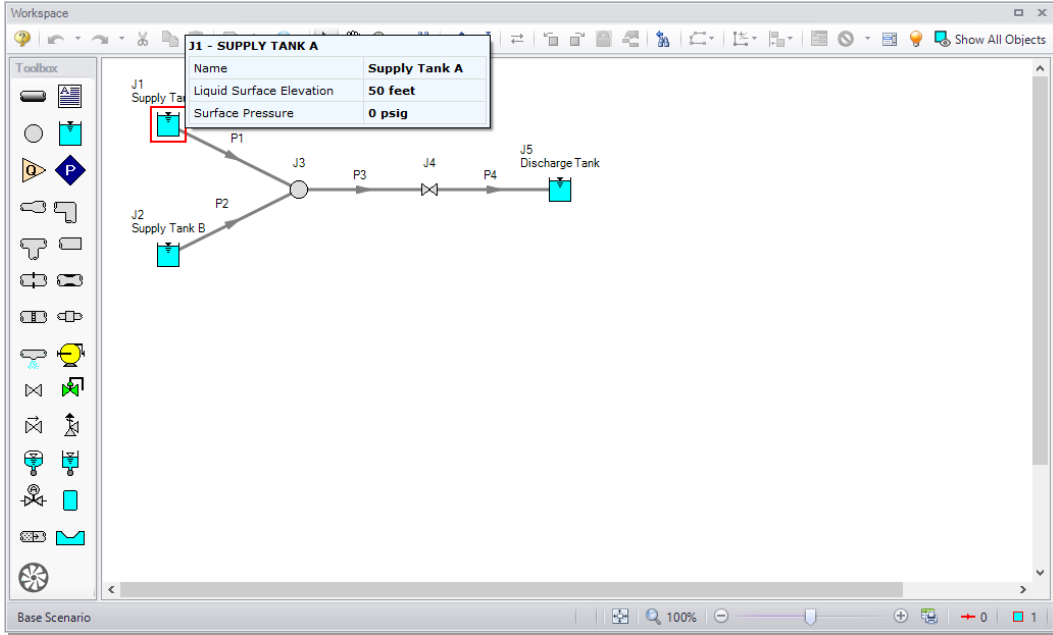 Workspace
Show All Objects
Toolbox
J1 - SUPPLY TANK A
Name Supply Tank A
Liquid Surface Elevation 50 feet
Surface Pressure 0 psig
J1
Supply Tan
P1
J3
P3
J4
P4
J5
Discharge Tank
P2
J2
Supply Tank B
Q
P
Base Scenario
100%
0
1